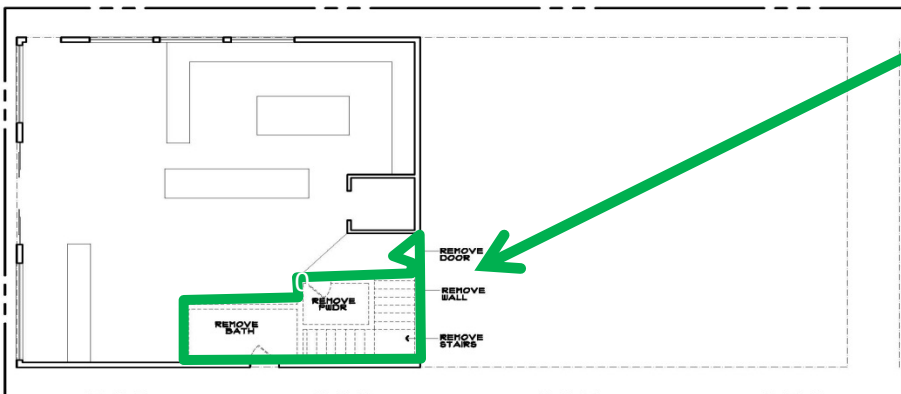 REMOVE
DOOR
REMOVE
WALL
REMOVE
PWDR
REMOVE
BATH
REMOVE
STAIRS